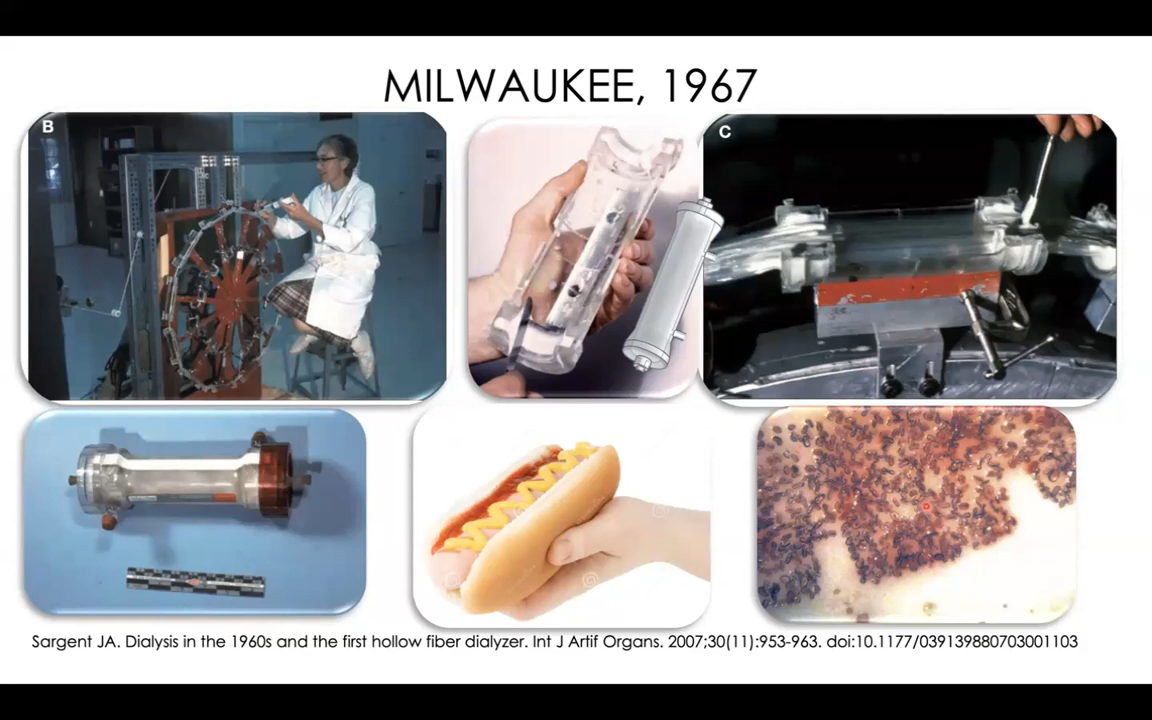 MILWAUKEE, 1967
B
C
Sargent JA. Dialysis in the 1960s and the first hollow fiber dialyzer. Int J Artif Organs. 2007;30(11):953-963. doi:10.1177/039139880703001103